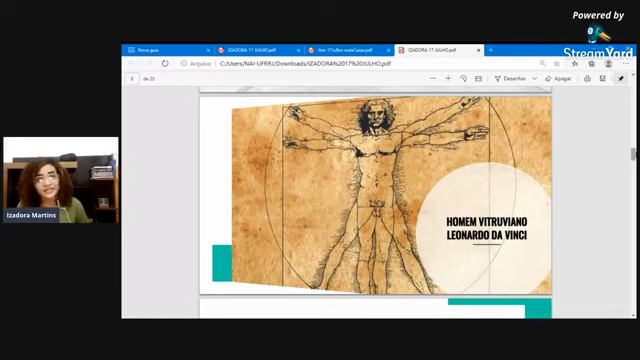 Powered by
StreamYard
Nova guia
IZADORA 17 JULHO.pdf
IZADORA 17 JULHO.pdf
Arquivo
C:/Users/NAI-UFRRJ/Downloads/IZADORA%2017%20JULHO.pdf
8
de 23
Desenhar
Apagar
HOMEM VITRUVIANO
LEONARDO DA VINCI
Izadora Martins